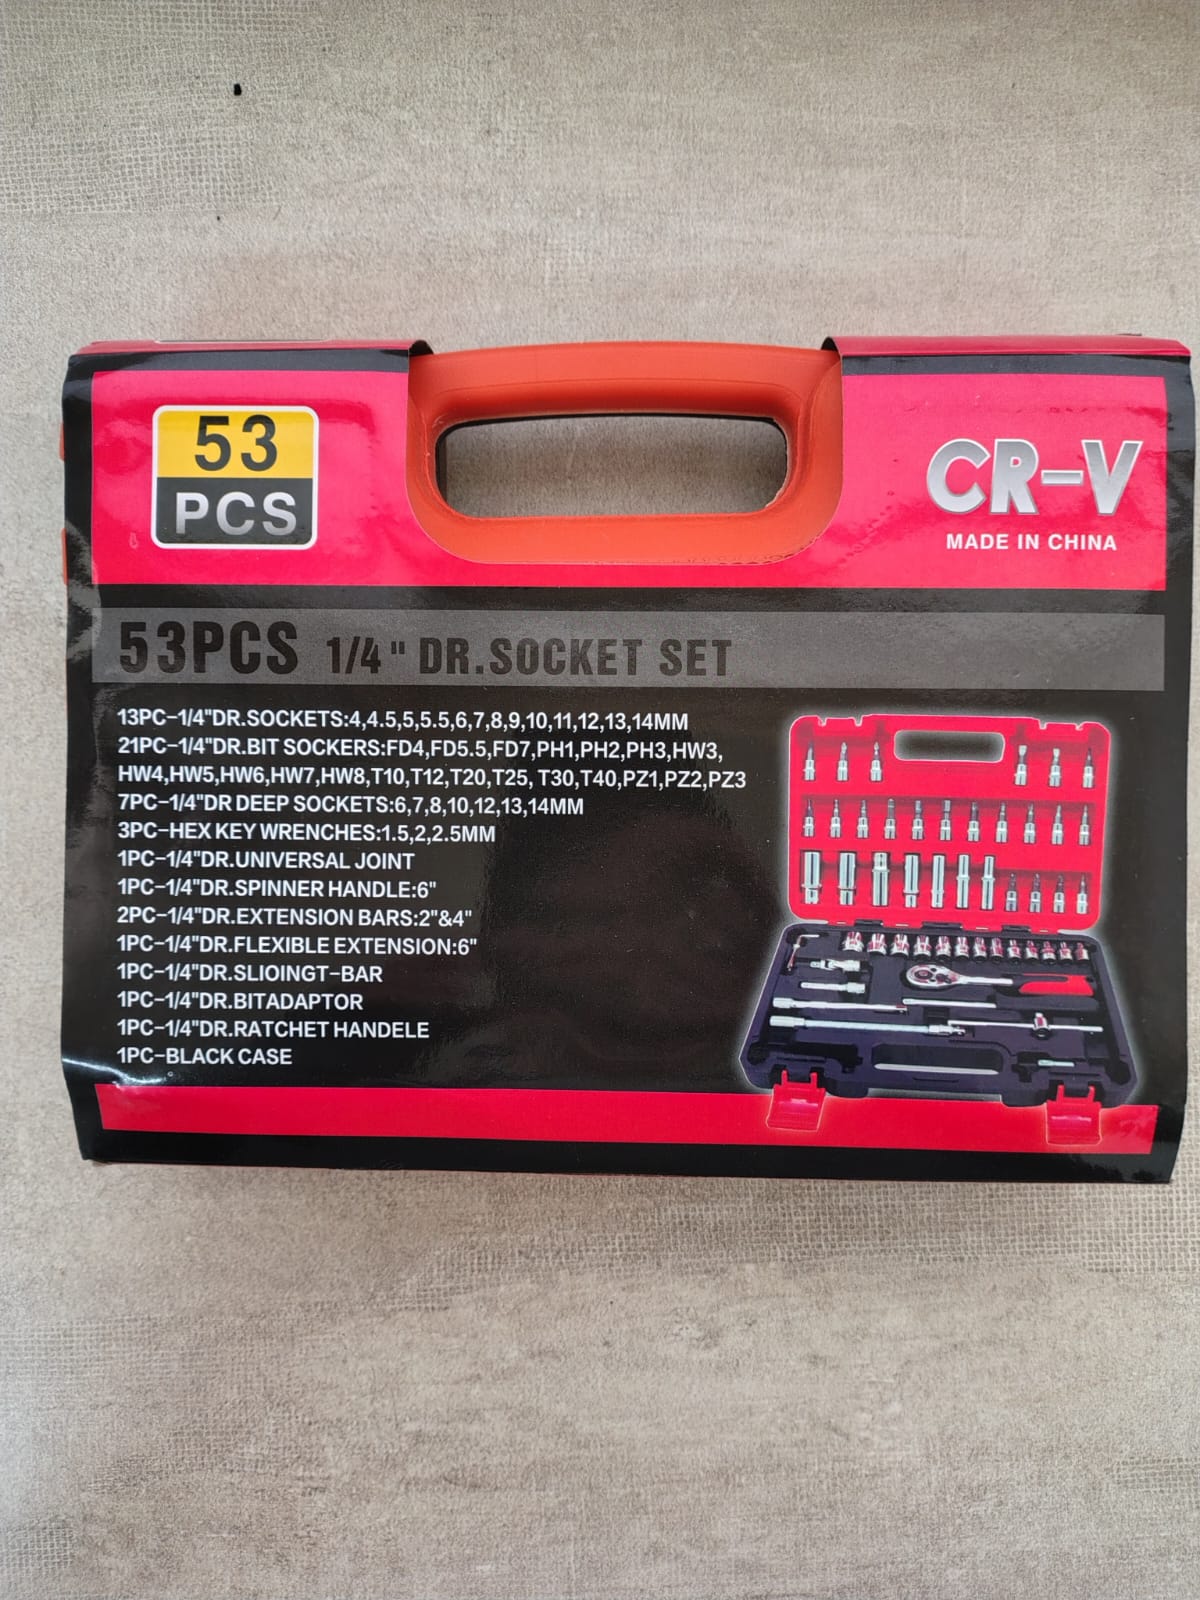 53
PCS
CR-V
MADE IN CHINA
53PCS 1/4" DR.SOCKET SET
13PC-1/4"DR.SOCKETS:4,4.5,5,5.5,6,7,8,9,10,11,12,13,14MM
21PC-1/4"DR.BIT SOCKERS:FD4,FD5.5,FD7,PH1,PH2,PH3,HW3,
HW4,HW5,HW6,HW7,HW8,T10,T12,T20,T25, T30,T40,PZ1,PZ2,PZ3
7PC-1/4"DR DEEP SOCKETS:6,7,8,10,12,13,14MM
3PC-HEX KEY WRENCHES:1.5,2,2.5MM
1PC-1/4"DR.UNIVERSAL JOINT
1PC-1/4"DR.SPINNER HANDLE:6"
2PC-1/4"DR.EXTENSION BARS:2"&4"
1PC-1/4"DR.FLEXIBLE EXTENSION:6"
1PC-1/4"DR.SLIOINGT-BAR
1PC-1/4"DR.BITADAPTOR
1PC-1/4"DR.RATCHET HANDELE
1PC-BLACK CASE